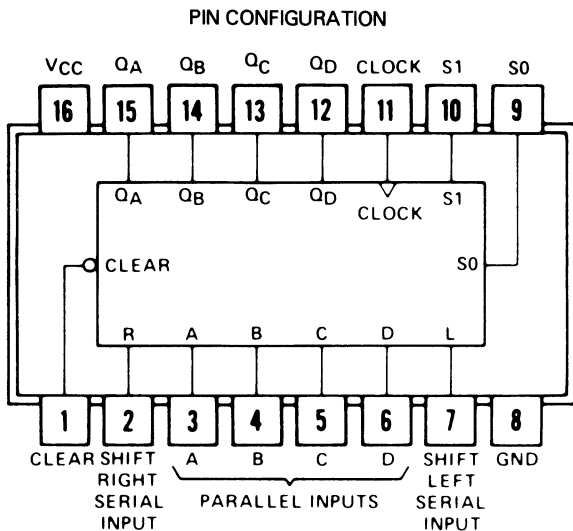 PIN CONFIGURATION
VCC QA QB QC QD CLOCK S1 S0
16 15 14 13 12 11 10 9
QA QB QC QD CLOCK S1
CLEAR S0
R A B C D L
1 2 3 4 5 6 7 8
CLEAR SHIFT RIGHT SERIAL INPUT A B C D SHIFT LEFT SERIAL INPUT GND
PARALLEL INPUTS